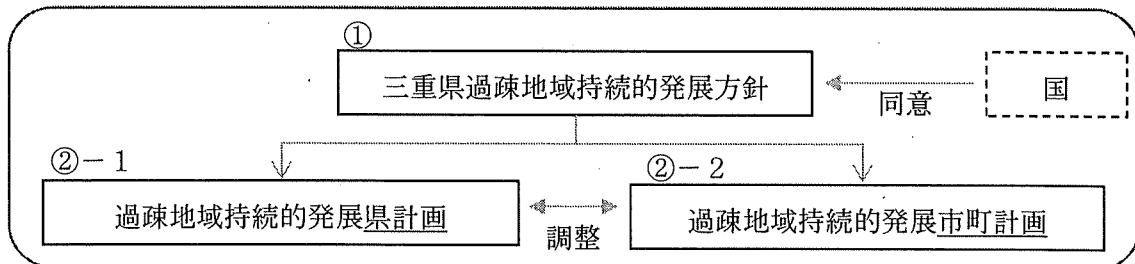 ①
三重県過疎地域持続的発展方針
国
同意
②-1
②-2
過疎地域持続的発展県計画
過疎地域持続的発展市町計画
調整